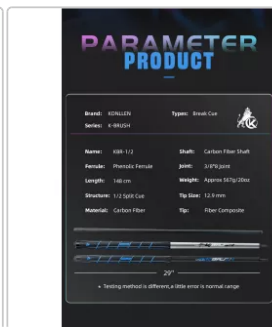 PARAMETER
PRODUCT
Brand: KONLLEN Types: Break Cue
Series: K-BRUSH
Name: KBR-1/2 Shaft: Carbon Fiber Shaft
Ferrule: Phenolic Ferrule Joint: 3/8*8 Joint
Length: 148 cm Weight: Approx 567g/20oz
Structure: 1/2 Split Cue Tip Size: 12.9 mm
Material: Carbon Fiber Tip: Fiber Composite
29"
Testing method is different,a little error is normal range